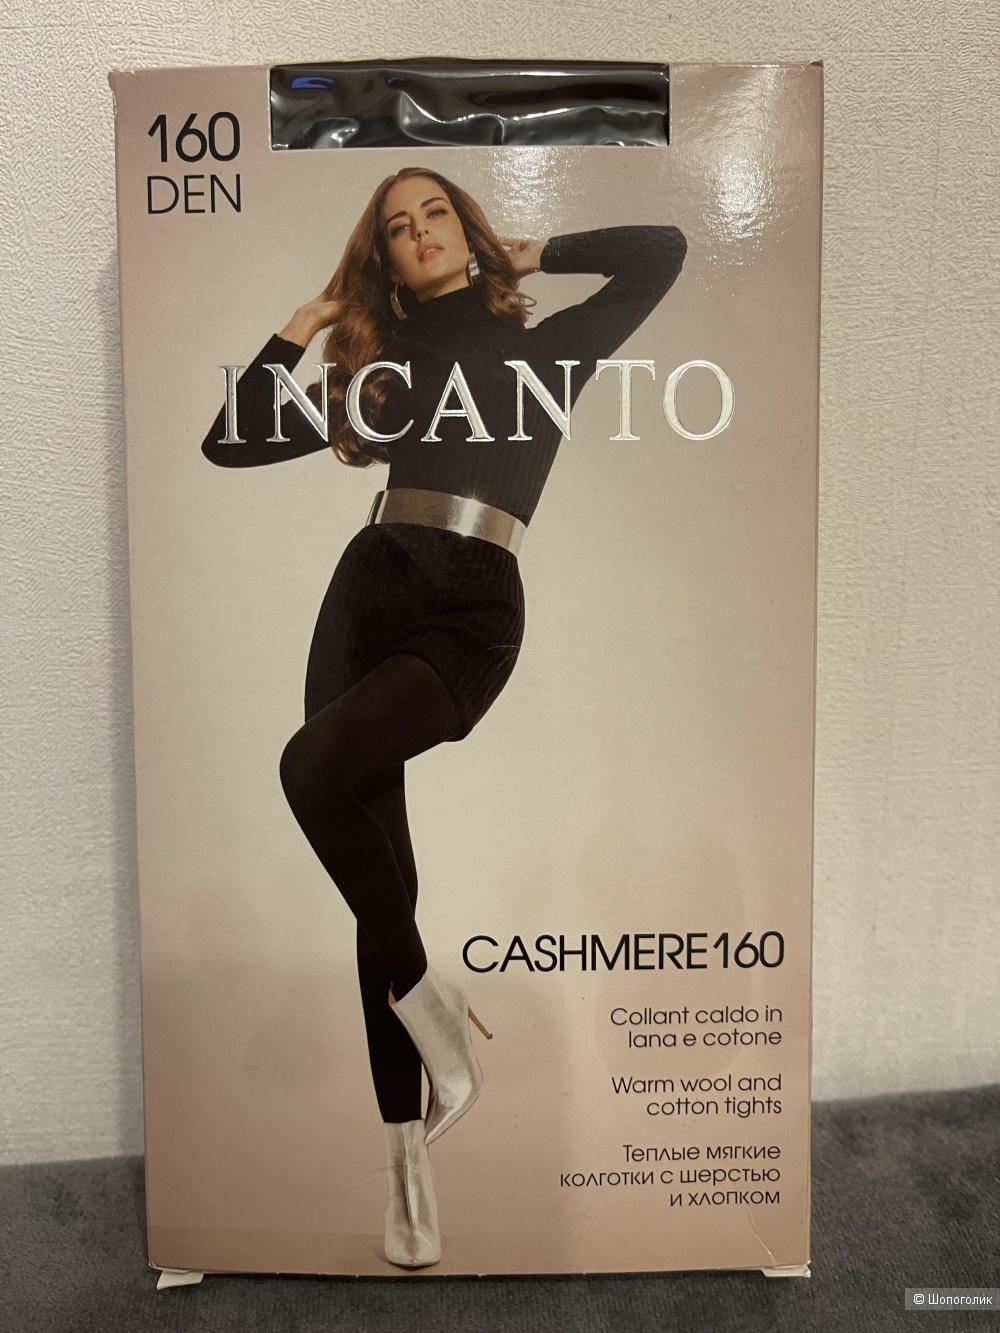 160
DEN
INCANTO
CASHMERE160
Collant caldo in
lana e cotone
Warm wool and
cotton tights
Теплые мягкие
колготки с шерстью
и хлопком
© Шопоголик